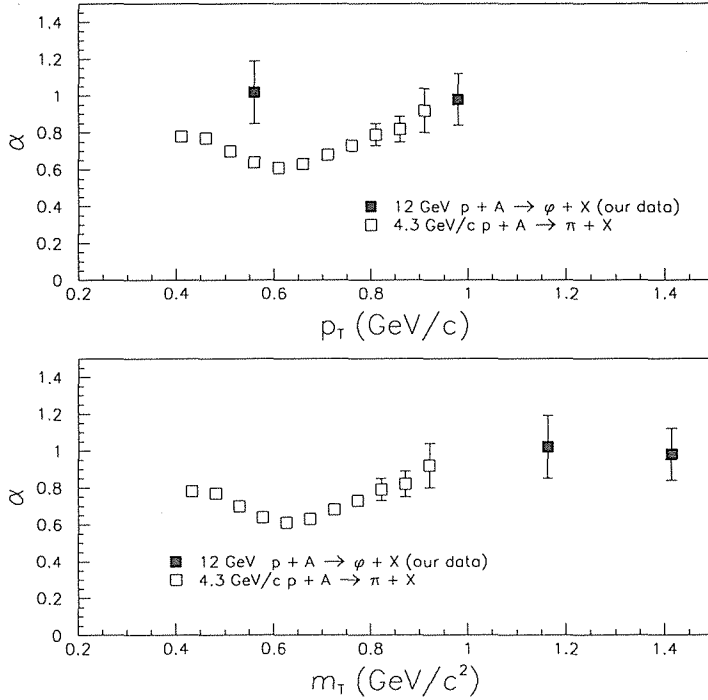 1.4
1.2
1
0.8
0.6
0.4
0.2
0
α
12 GeV p + A → φ + X (our data)
4.3 GeV/c p + A → π + X
0.2 0.4 0.6 0.8 1 1.2 1.4
p_T (GeV/c)
1.4
1.2
1
0.8
0.6
0.4
0.2
0
α
12 GeV p + A → φ + X (our data)
4.3 GeV/c p + A → π + X
0.2 0.4 0.6 0.8 1 1.2 1.4
m_T (GeV/c²)